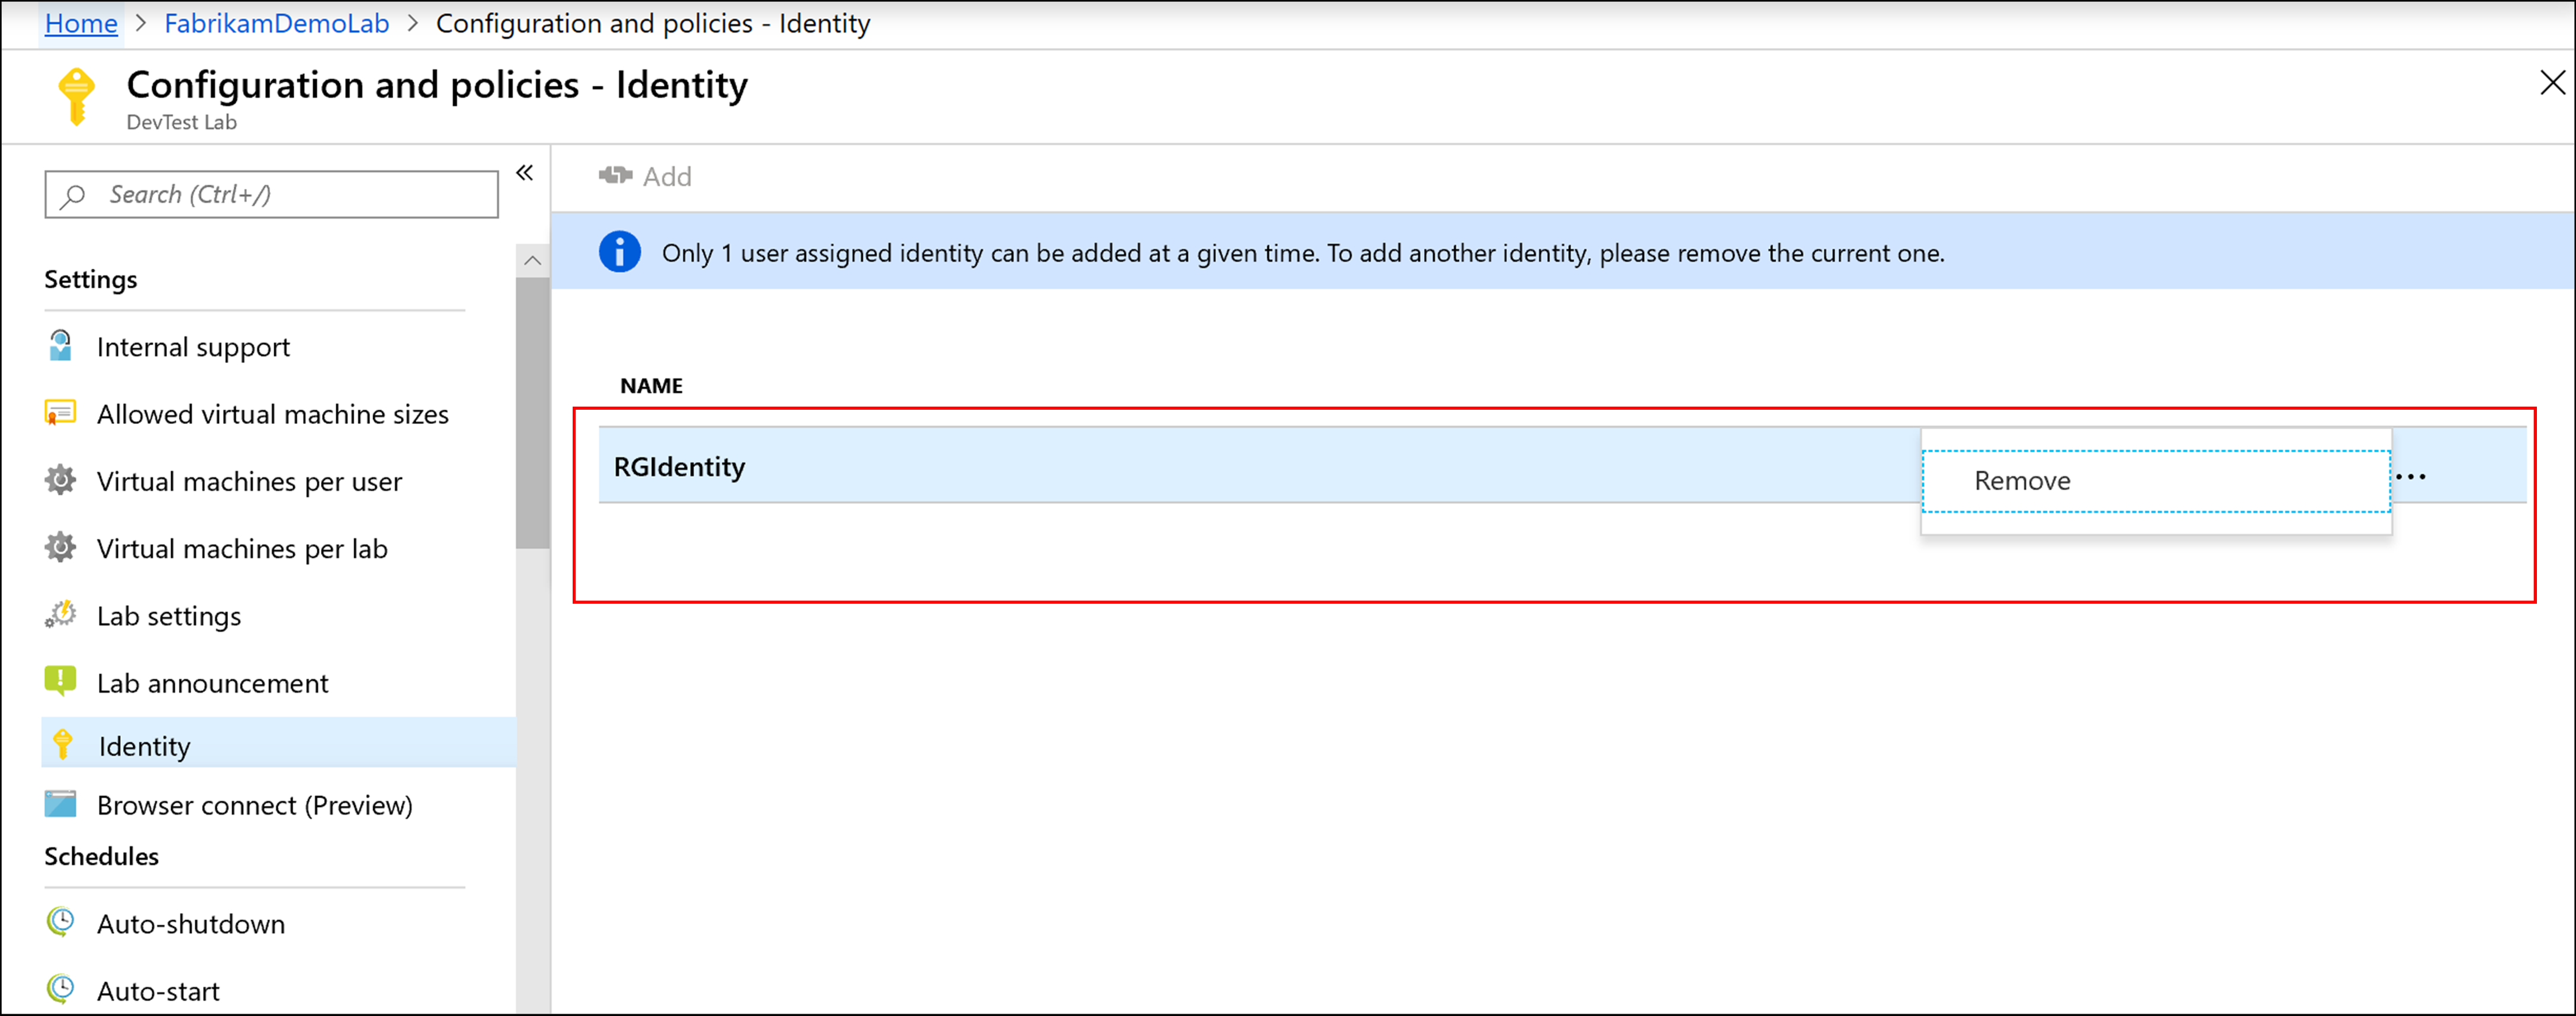 Home > FabrikamDemoLab > Configuration and policies - Identity
Configuration and policies - Identity
DevTest Lab
Search (Ctrl+/)
Settings
Internal support
Allowed virtual machine sizes
Virtual machines per user
Virtual machines per lab
Lab settings
Lab announcement
Identity
Browser connect (Preview)
Schedules
Auto-shutdown
Auto-start
Add
Only 1 user assigned identity can be added at a given time. To add another identity, please remove the current one.
NAME
RGIdentity
Remove